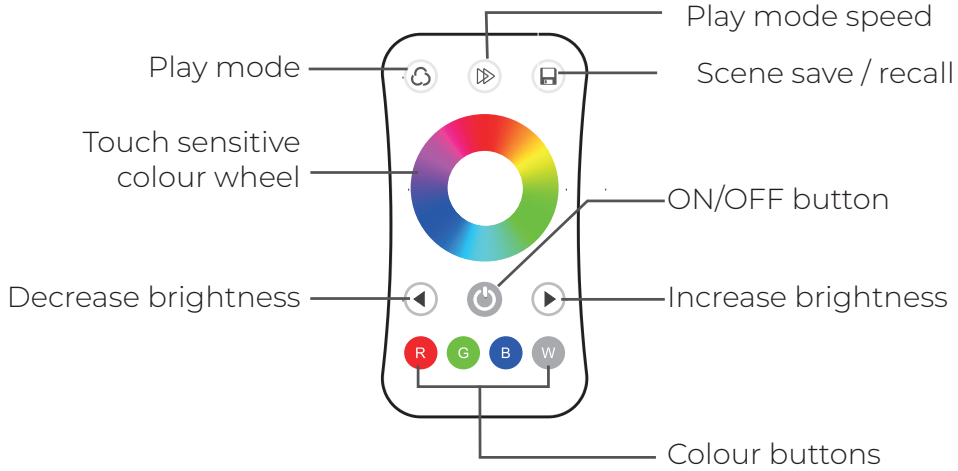 Play mode speed
Play mode
Scene save / recall
Touch sensitive
colour wheel
ON/OFF button
Decrease brightness
Increase brightness
R G B W
Colour buttons